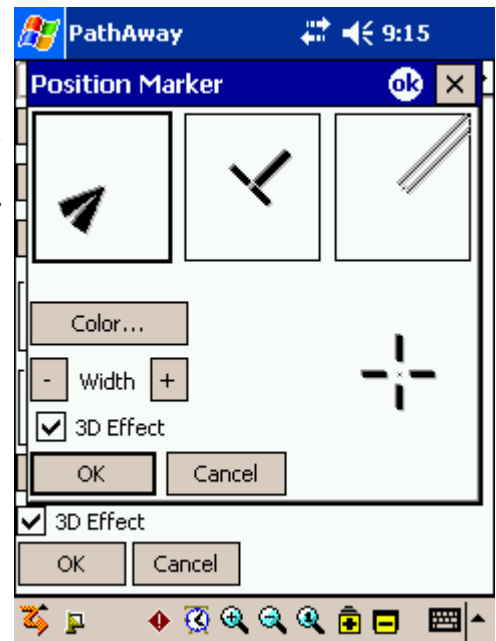 PathAway 9:15
Position Marker ok
Color...
- Width +
3D Effect
OK Cancel
3D Effect
OK Cancel